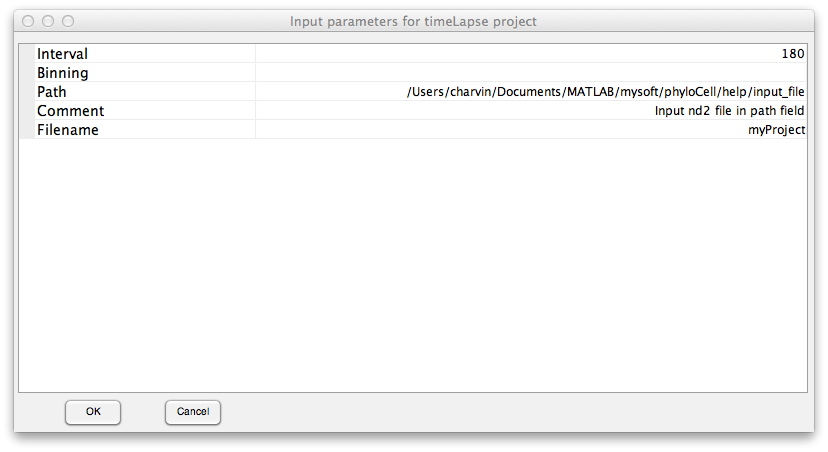 Input parameters for timeLapse project
Interval 180
Binning
Path /Users/charvin/Documents/MATLAB/mysoft/phyloCell/help/input_file
Comment Input nd2 file in path field
Filename myProject
OK Cancel